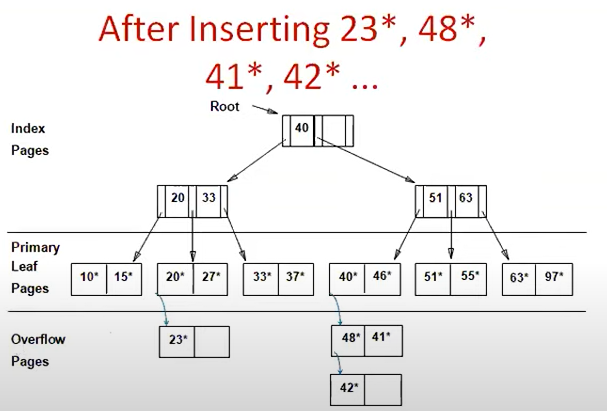 After Inserting 23*, 48*,
41*, 42* ...
Root
Index
Pages
40
20 33
51 63
Primary
Leaf
Pages
10* 15*
20* 27*
33* 37*
40* 46*
51* 55*
63* 97*
Overflow
Pages
23*
48* 41*
42*